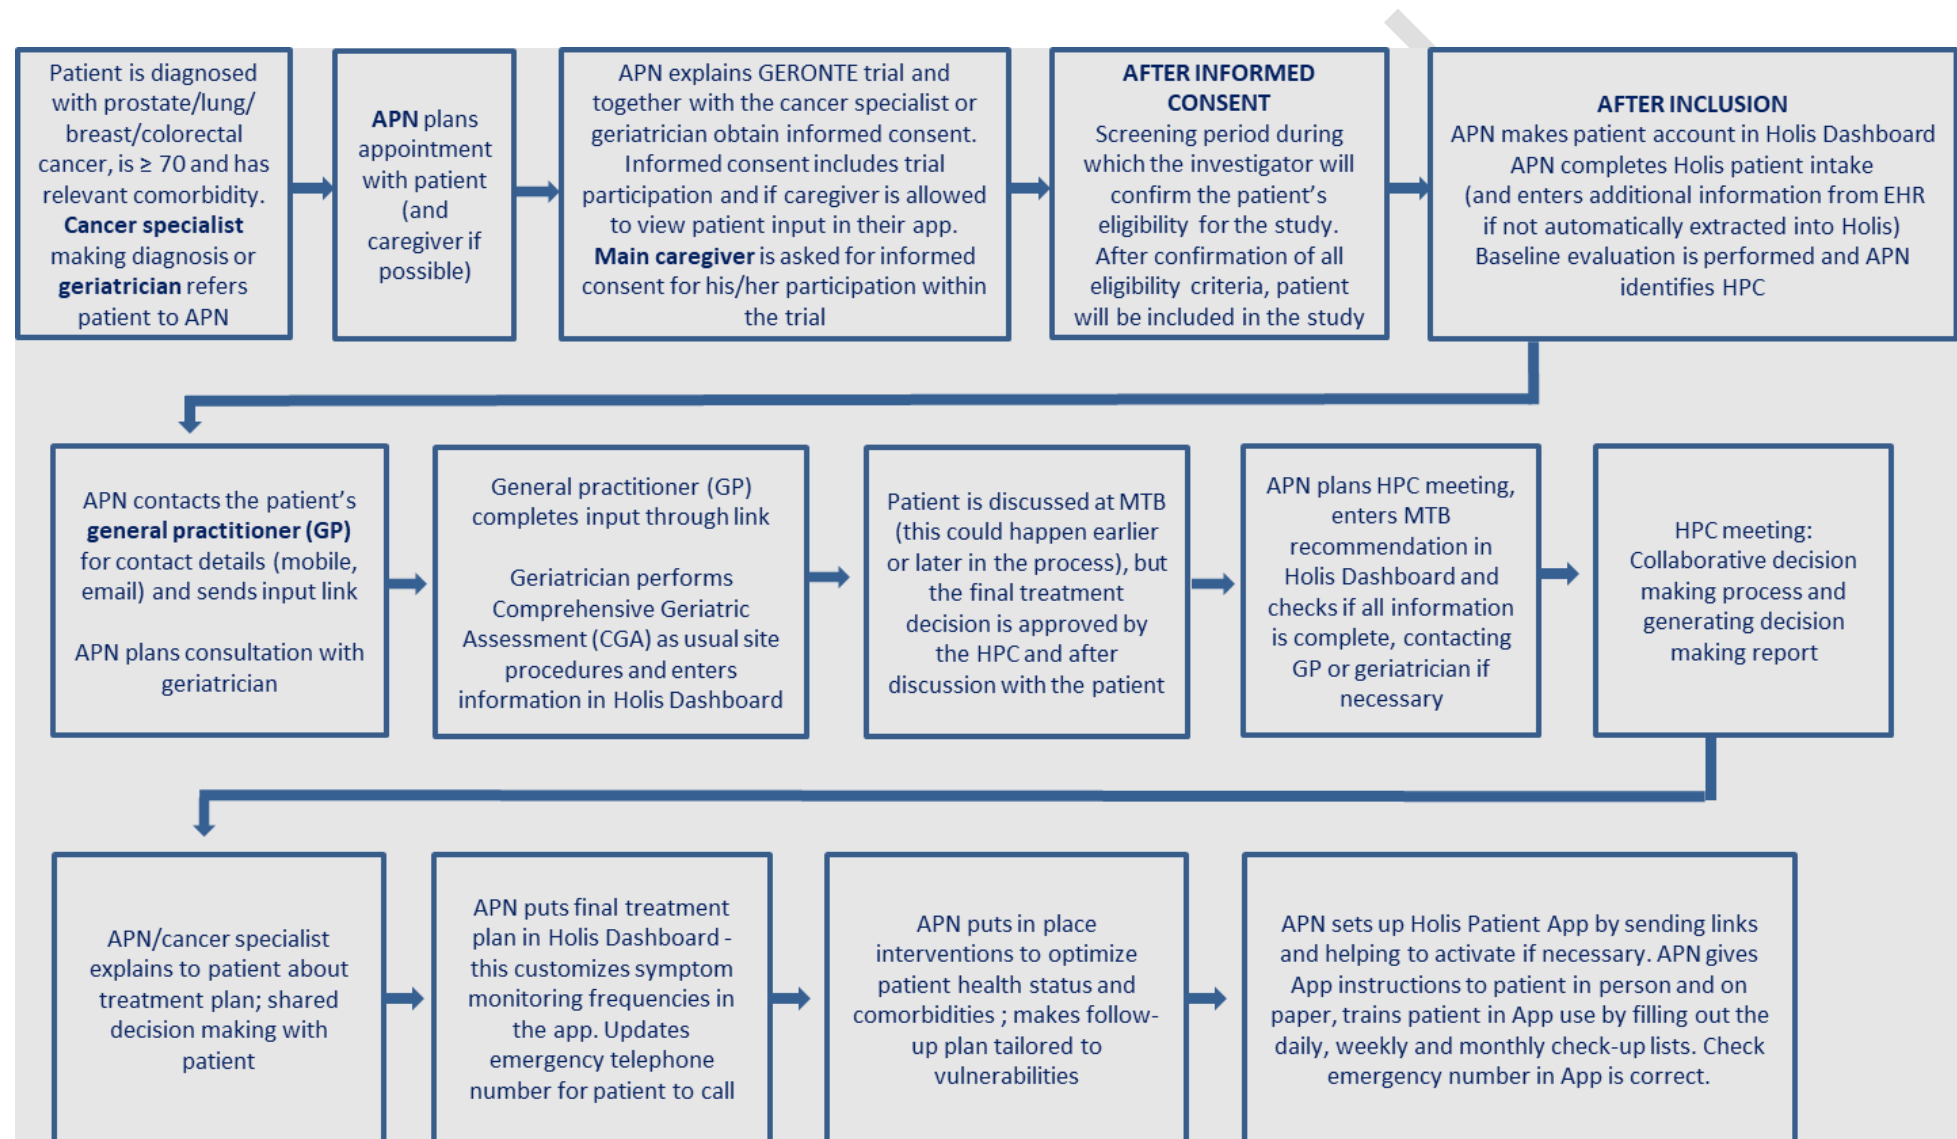 Patient is diagnosed
with prostate/lung/
breast/colorectal
cancer, is ≥ 70 and has
relevant comorbidity.
Cancer specialist
making diagnosis or
geriatrician refers
patient to APN
APN plans
appointment
with patient
(and
caregiver if
possible)
APN explains GERONTE trial and
together with the cancer specialist or
geriatrician obtain informed consent.
Informed consent includes trial
participation and if caregiver is allowed
to view patient input in their app.
Main caregiver is asked for informed
consent for his/her participation within
the trial
AFTER INFORMED
CONSENT
Screening period during
which the investigator will
confirm the patient's
eligibility for the study.
After confirmation of all
eligibility criteria, patient
will be included in the study
AFTER INCLUSION
APN makes patient account in Holis Dashboard
APN completes Holis patient intake
(and enters additional information from EHR
if not automatically extracted into Holis)
Baseline evaluation is performed and APN
identifies HPC
APN contacts the patient's
general practitioner (GP)
for contact details (mobile,
email) and sends input link
APN plans consultation with
geriatrician
General practitioner (GP)
completes input through link
Geriatrician performs
Comprehensive Geriatric
Assessment (CGA) as usual site
procedures and enters
information in Holis Dashboard
Patient is discussed at MTB
(this could happen earlier
or later in the process), but
the final treatment
decision is approved by
the HPC and after
discussion with the patient
APN plans HPC meeting,
enters MTB
recommendation in
Holis Dashboard and
checks if all information
is complete, contacting
GP or geriatrician if
necessary
HPC meeting:
Collaborative decision
making process and
generating decision
making report
APN/cancer specialist
explains to patient about
treatment plan; shared
decision making with
patient
APN puts final treatment
plan in Holis Dashboard -
this customizes symptom
monitoring frequencies in
the app. Updates
emergency telephone
number for patient to call
APN puts in place
interventions to optimize
patient health status and
comorbidities ; makes follow-
up plan tailored to
vulnerabilities
APN sets up Holis Patient App by sending links
and helping to activate if necessary. APN gives
App instructions to patient in person and on
paper, trains patient in App use by filling out the
daily, weekly and monthly check-up lists. Check
emergency number in App is correct.